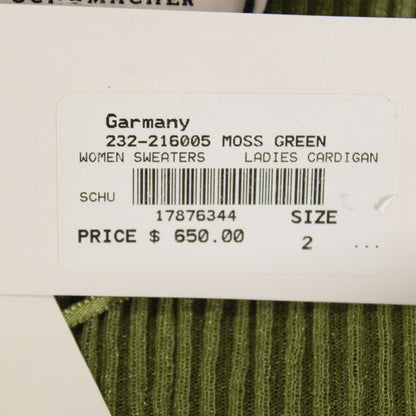 Garmany
232-216005 MOSS GREEN
WOMEN SWEATERS LADIES CARDIGAN
SCHU
17876344 SIZE
PRICE $ 650.00 2 ...